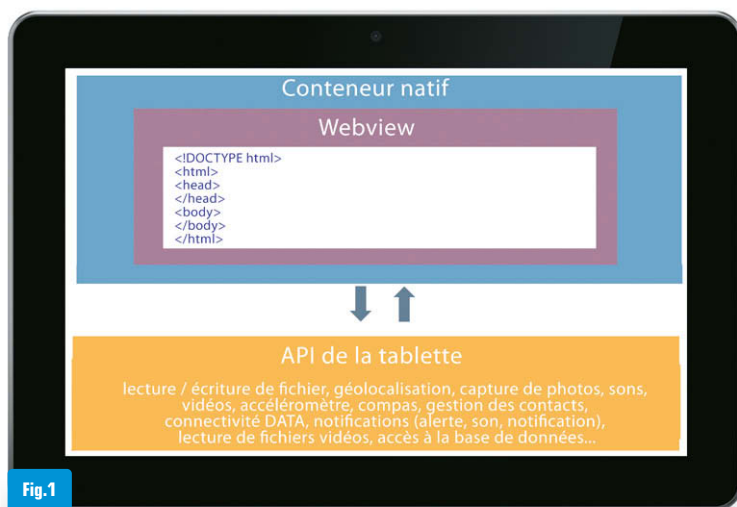 Conteneur natif
Webview
<!DOCTYPE html>
<html>
<head>
</head>
<body>
</body>
</html>
API de la tablette
lecture / écriture de fichier, géolocalisation, capture de photos, sons,
vidéos, accéléromètre, compas, gestion des contacts,
connectivité DATA, notifications (alerte, son, notification),
lecture de fichiers vidéos, accès à la base de données...
Fig.1